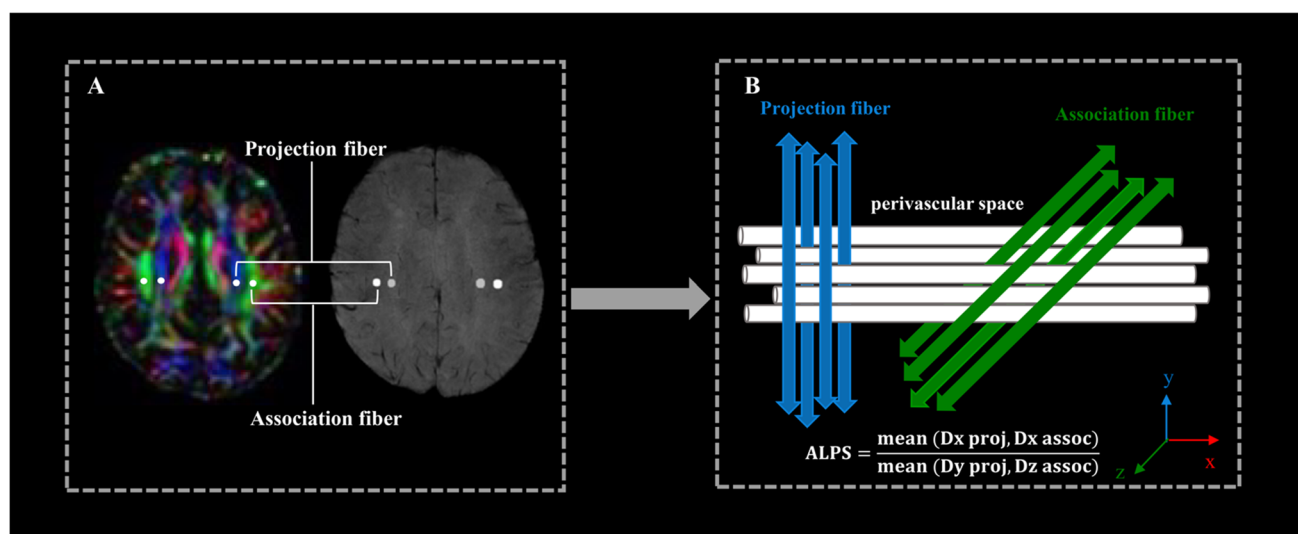 A
Projection fiber
Association fiber
B
Projection fiber
Association fiber
perivascular space
ALPS = mean (Dx proj, Dx assoc)
mean (Dy proj, Dz assoc)
y
x
z